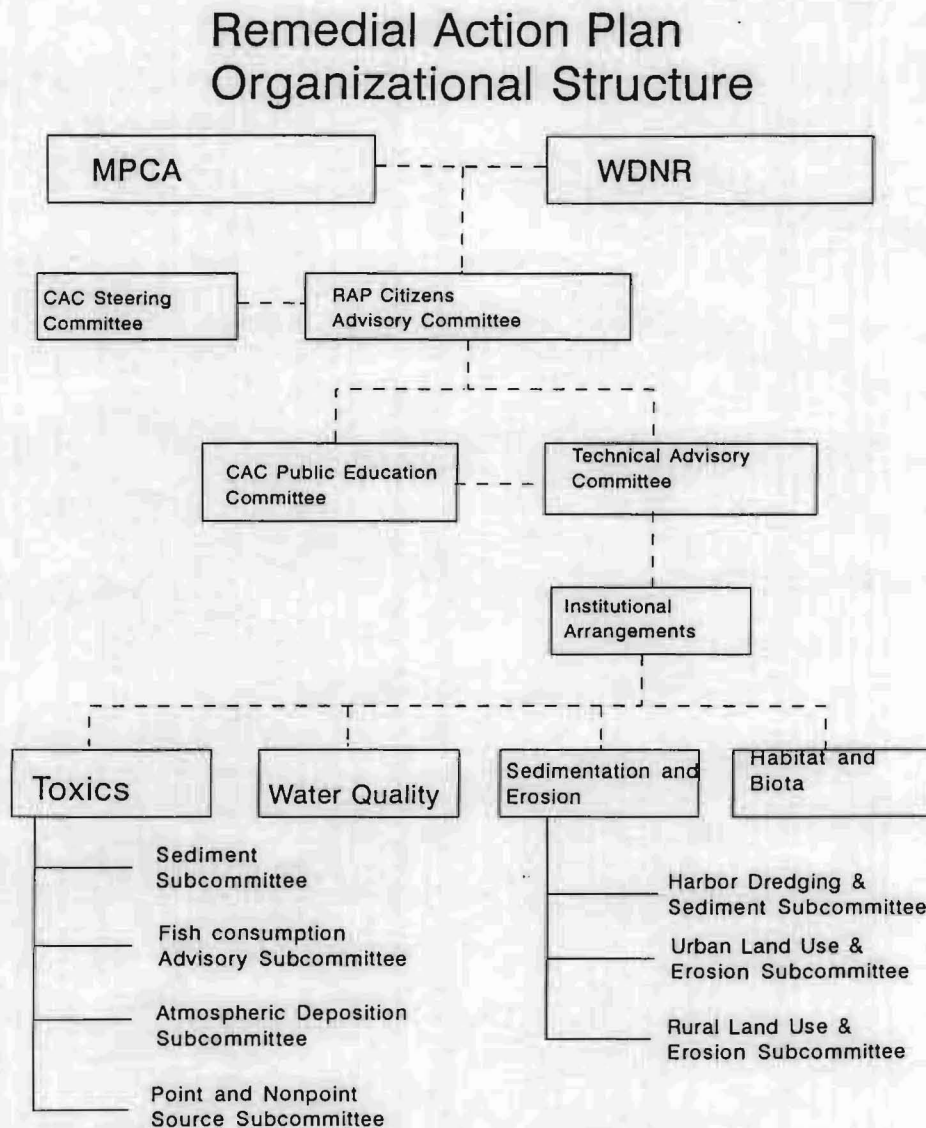 Remedial Action Plan
Organizational Structure
MPCA
WDNR
CAC Steering
Committee
RAP Citizens
Advisory Committee
CAC Public Education
Committee
Technical Advisory
Committee
Institutional
Arrangements
Toxics
Water Quality
Sedimentation and
Erosion
Habitat and
Biota
Sediment
Subcommittee
Fish consumption
Advisory Subcommittee
Atmospheric Deposition
Subcommittee
Point and Nonpoint
Source Subcommittee
Harbor Dredging &
Sediment Subcommittee
Urban Land Use &
Erosion Subcommittee
Rural Land Use &
Erosion Subcommittee